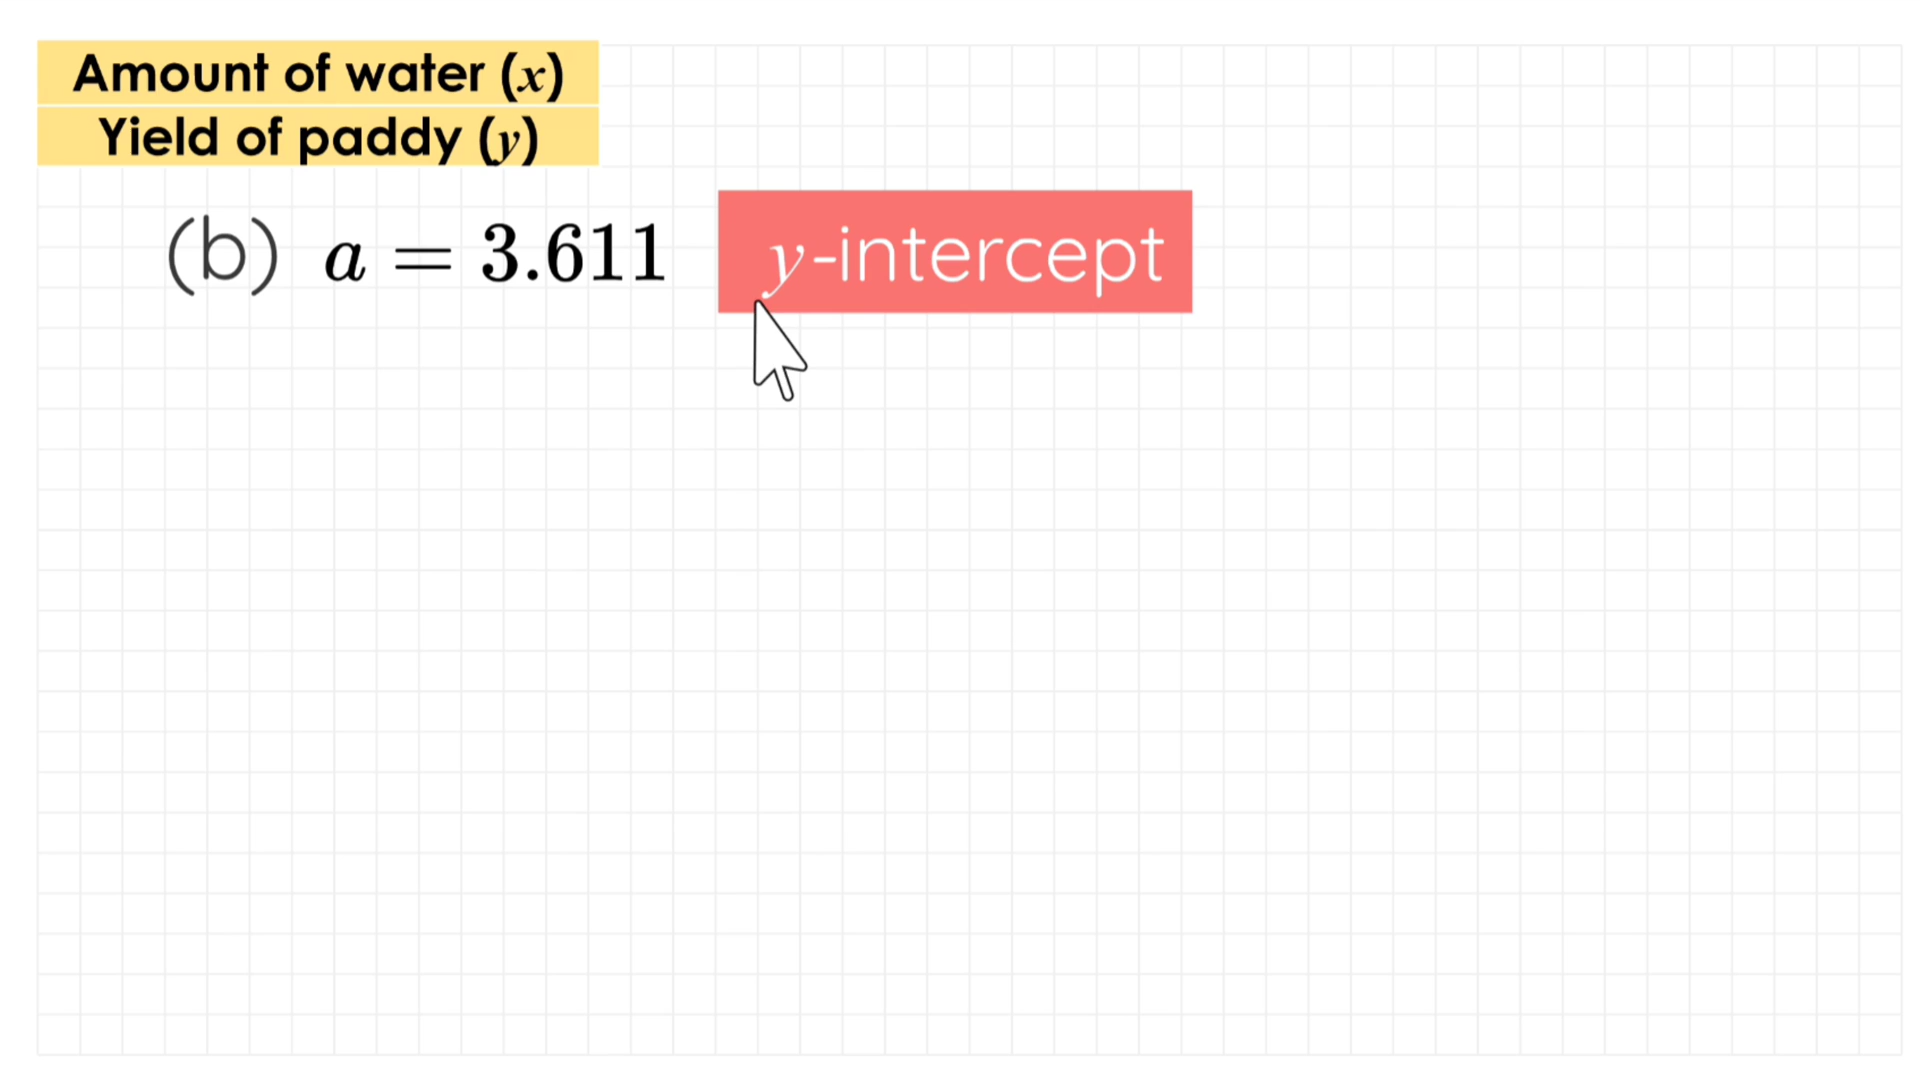 Amount of water (x)
Yield of paddy (y)
(b) a = 3.611 y-intercept